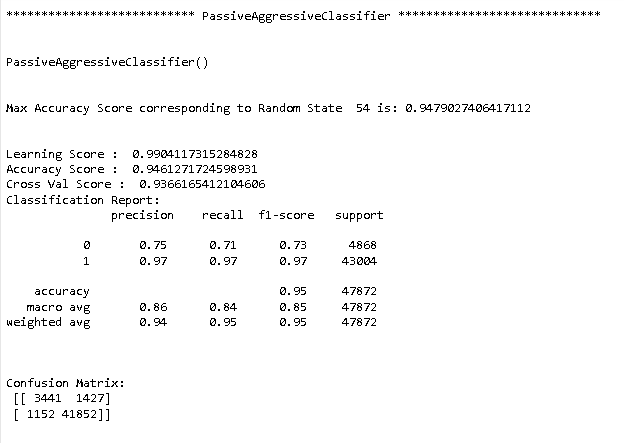 *************************** PassiveAggressiveClassifier *****************************
PassiveAggressiveClassifier()
Max Accuracy Score corresponding to Random State  54 is: 0.9479027406417112
Learning Score :  0.9904117315284828
Accuracy Score :  0.9461271724598931
Cross Val Score :  0.9366165412104606
Classification Report:
              precision    recall  f1-score   support
           0       0.75      0.71      0.73      4868
           1       0.97      0.97      0.97     43004
    accuracy                           0.95     47872
   macro avg       0.86      0.84      0.85     47872
weighted avg       0.94      0.95      0.95     47872
Confusion Matrix:
 [[ 3441  1427]
 [ 1152 41852]]